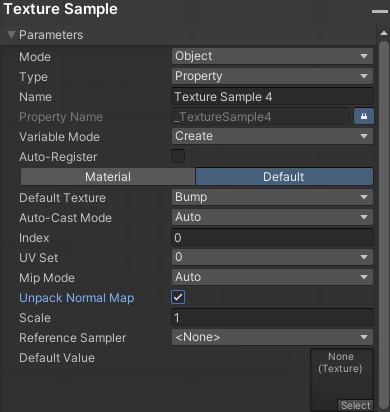 Texture Sample
Parameters
Mode Object
Type Property
Name Texture Sample 4
Property Name _TextureSample4
Variable Mode Create
Auto-Register
Material Default
Default Texture Bump
Auto-Cast Mode Auto
Index 0
UV Set 0
Mip Mode Auto
Unpack Normal Map
Scale 1
Reference Sampler <None>
Default Value None
(Texture)
Select